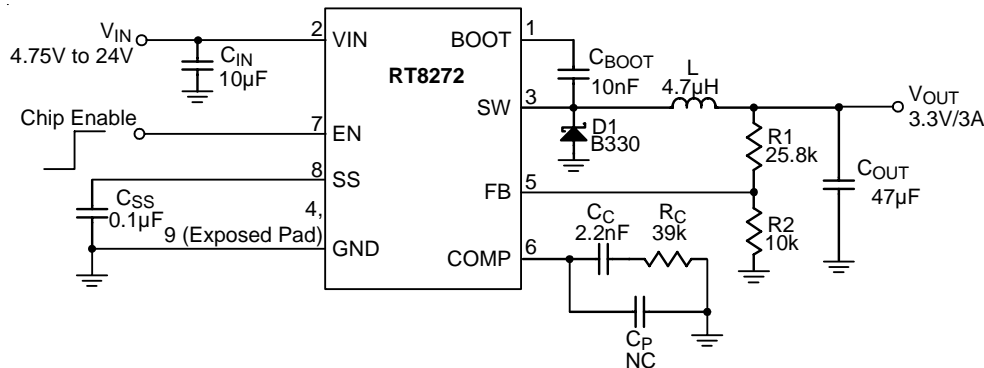 VIN
4.75V to 24V
CIN
10µF
2
VIN
RT8272
BOOT
1
CBOOT
10nF
L
4.7µH
SW
3
D1
B330
VOUT
3.3V/3A
R1
25.8k
COUT
47µF
Chip Enable
7
EN
8
SS
CSS
0.1µF
4,
9 (Exposed Pad)
GND
FB
5
R2
10k
COMP
6
CC
2.2nF
RC
39k
CP
NC